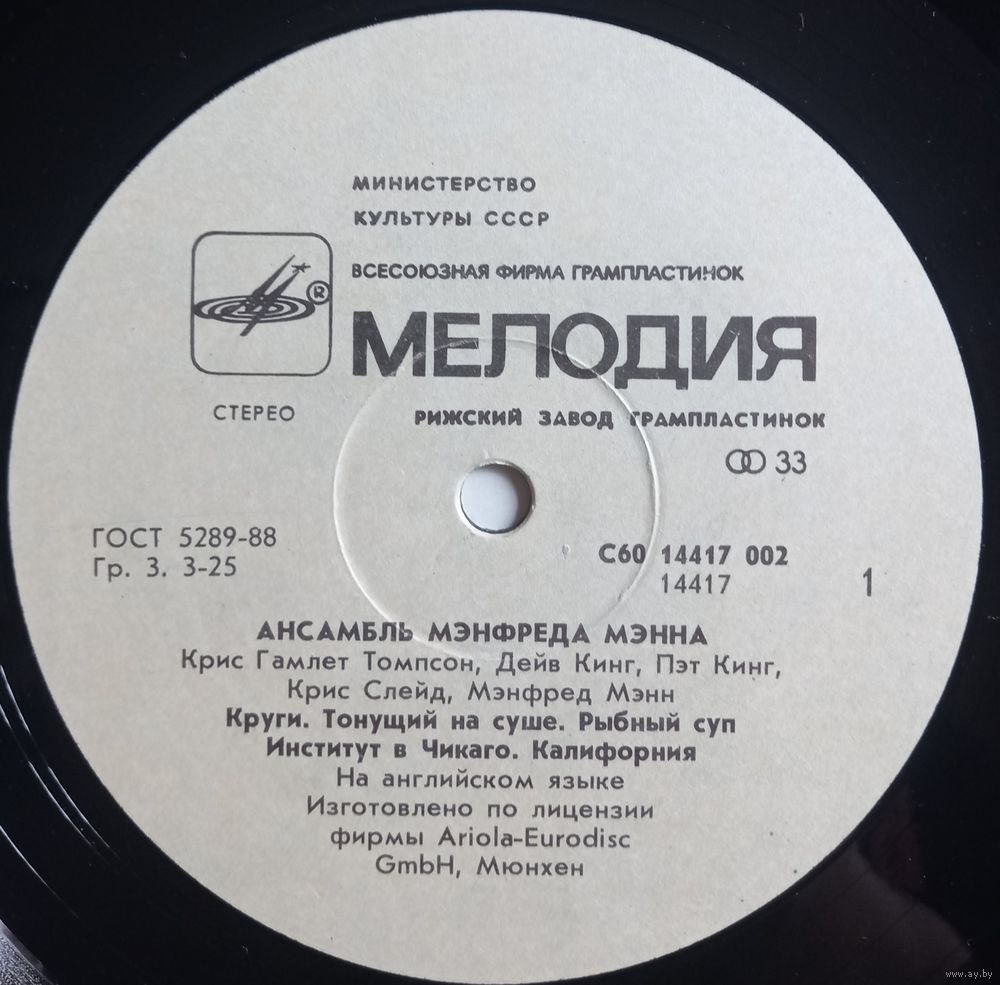 МИНИСТЕРСТВО
КУЛЬТУРЫ СССР
ВСЕСОЮЗНАЯ ФИРМА ГРАМПЛАСТИНОК
®
МЕЛОДИЯ
СТЕРЕО
РИЖСКИЙ ЗАВОД ГРАМПЛАСТИНОК
33
ГОСТ 5289-88
Гр. 3. 3-25
С60 14417 002
14417
1
АНСАМБЛЬ МЭНФРЕДА МЭННА
Крис Гамлет Томпсон, Дейв Кинг, Пэт Кинг,
Крис Слейд, Мэнфред Мэнн
Круги. Тонущий на суше. Рыбный суп
Институт в Чикаго. Калифорния
На английском языке
Изготовлено по лицензии
фирмы Ariola-Eurodisc
GmbH, Мюнхен
www.ay.by